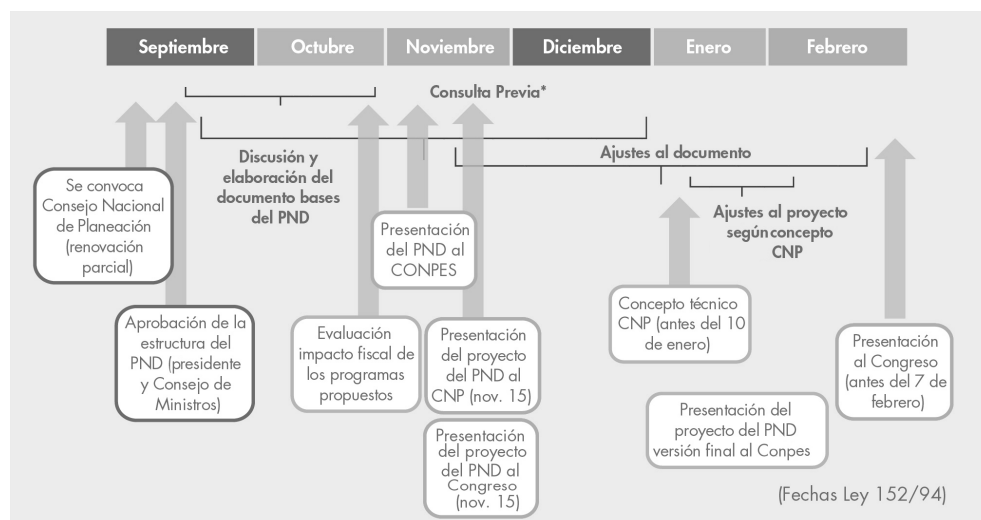 Septiembre
Octubre
Noviembre
Diciembre
Enero
Febrero
Consulta Previa*
Discusión y
elaboración del
documento bases
del PND
Ajustes al documento
Ajustes al proyecto
según concepto
CNP
Se convoca
Consejo Nacional
de Planeación
(renovación
parcial)
Presentación
del PND al
CONPES
Aprobación de la
estructura del
PND (presidente
y Consejo de
Ministros)
Evaluación
impacto fiscal de
los programas
propuestos
Presentación
del proyecto
del PND al
CNP (nov. 15)
Concepto técnico
CNP (antes del 10
de enero)
Presentación
al Congreso
(antes del 7 de
febrero)
Presentación
del proyecto
del PND al
Congreso
(nov. 15)
Presentación del
proyecto del PND
versión final al Conpes
(Fechas Ley 152/94)